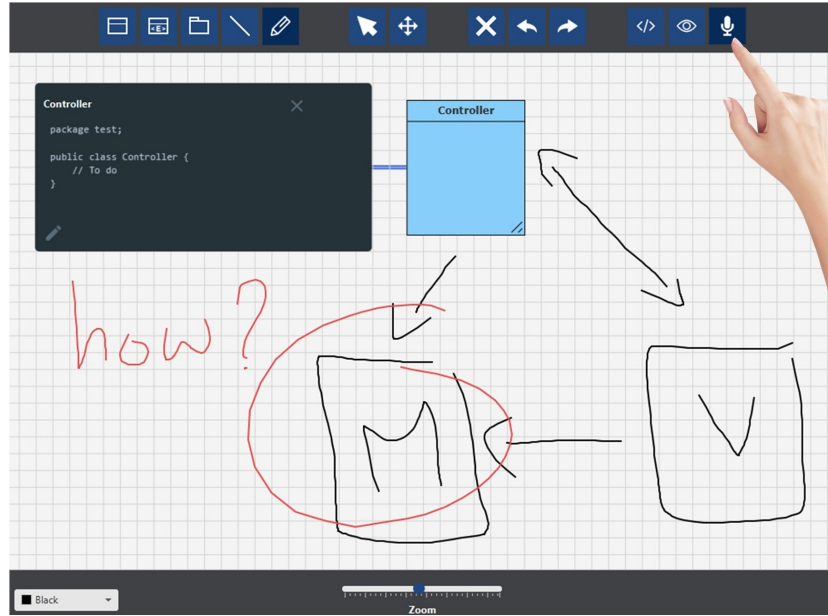 <E>
</>
Controller
package test;
public class Controller {
// To do
}
Controller
how?
M
V
Black
Zoom